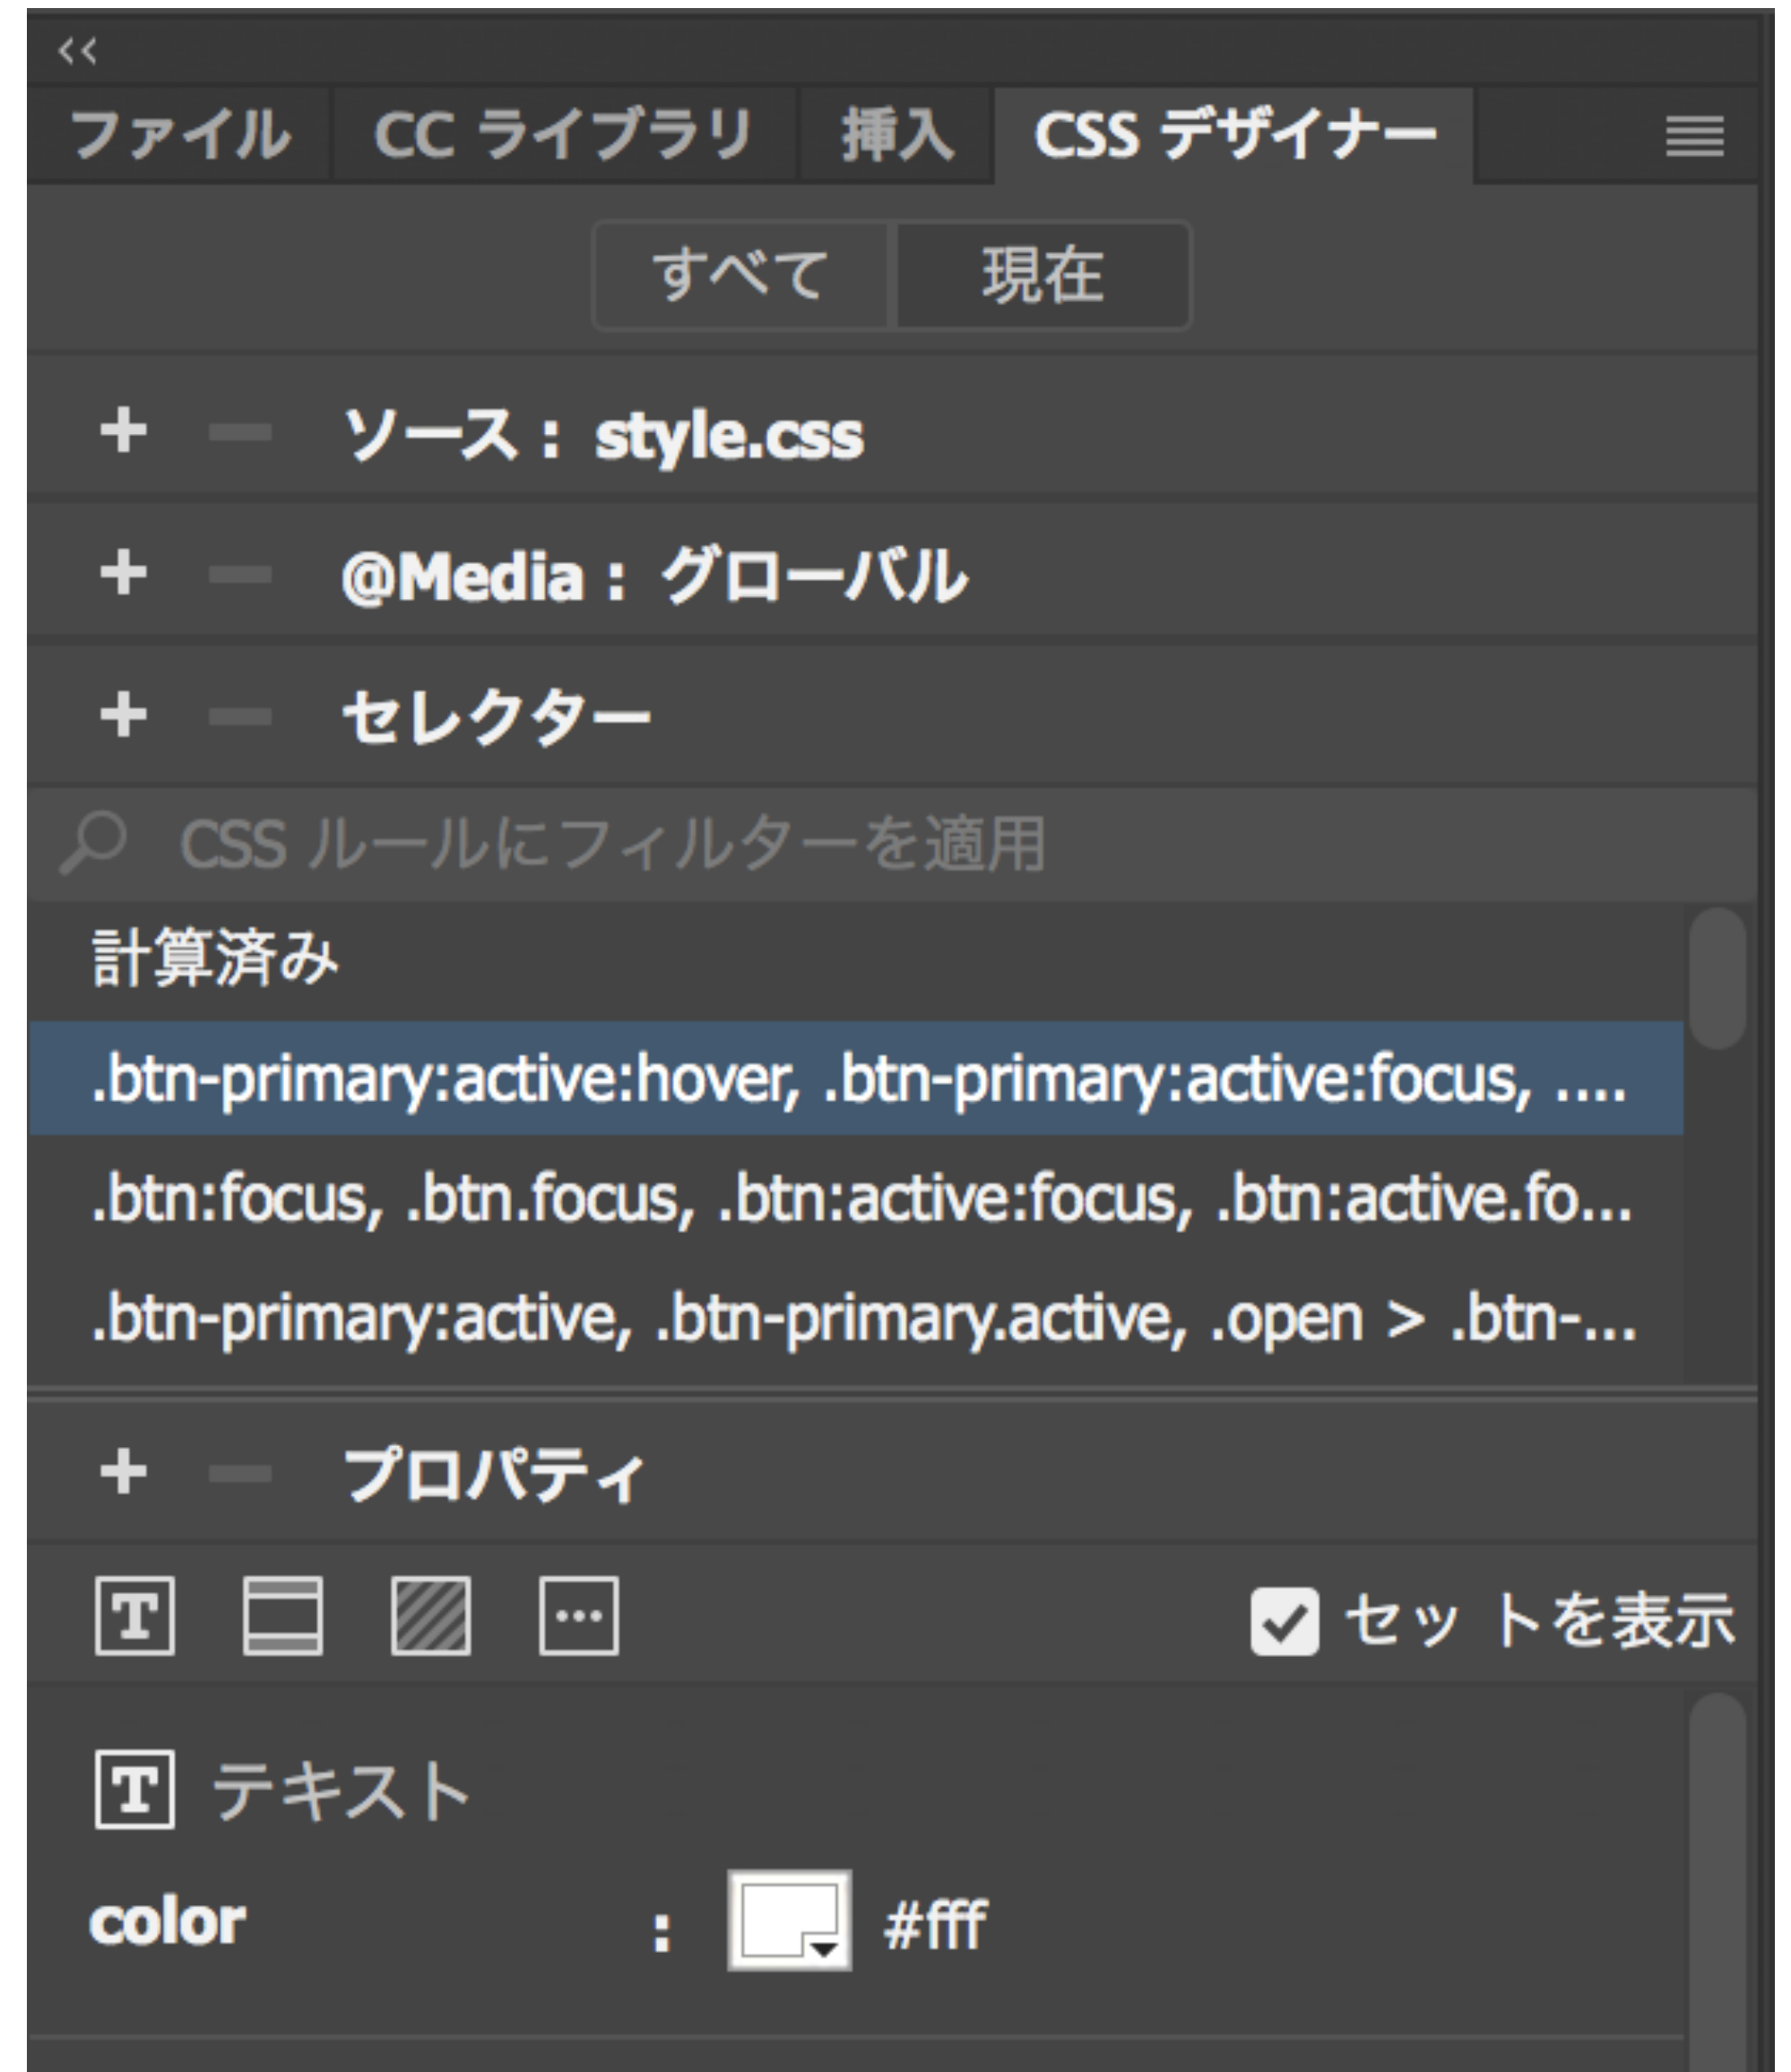 <<
ファイル CC ライブラリ 挿入 CSS デザイナー
すべて 現在
+ − ソース : style.css
+ − @Media : グローバル
+ − セレクター
CSS ルールにフィルターを適用
計算済み
.btn-primary:active:hover, .btn-primary:active:focus, ....
.btn:focus, .btn.focus, .btn:active:focus, .btn:active.fo...
.btn-primary:active, .btn-primary.active, .open > .btn-...
+ − プロパティ
T セットを表示
T テキスト
color : #fff